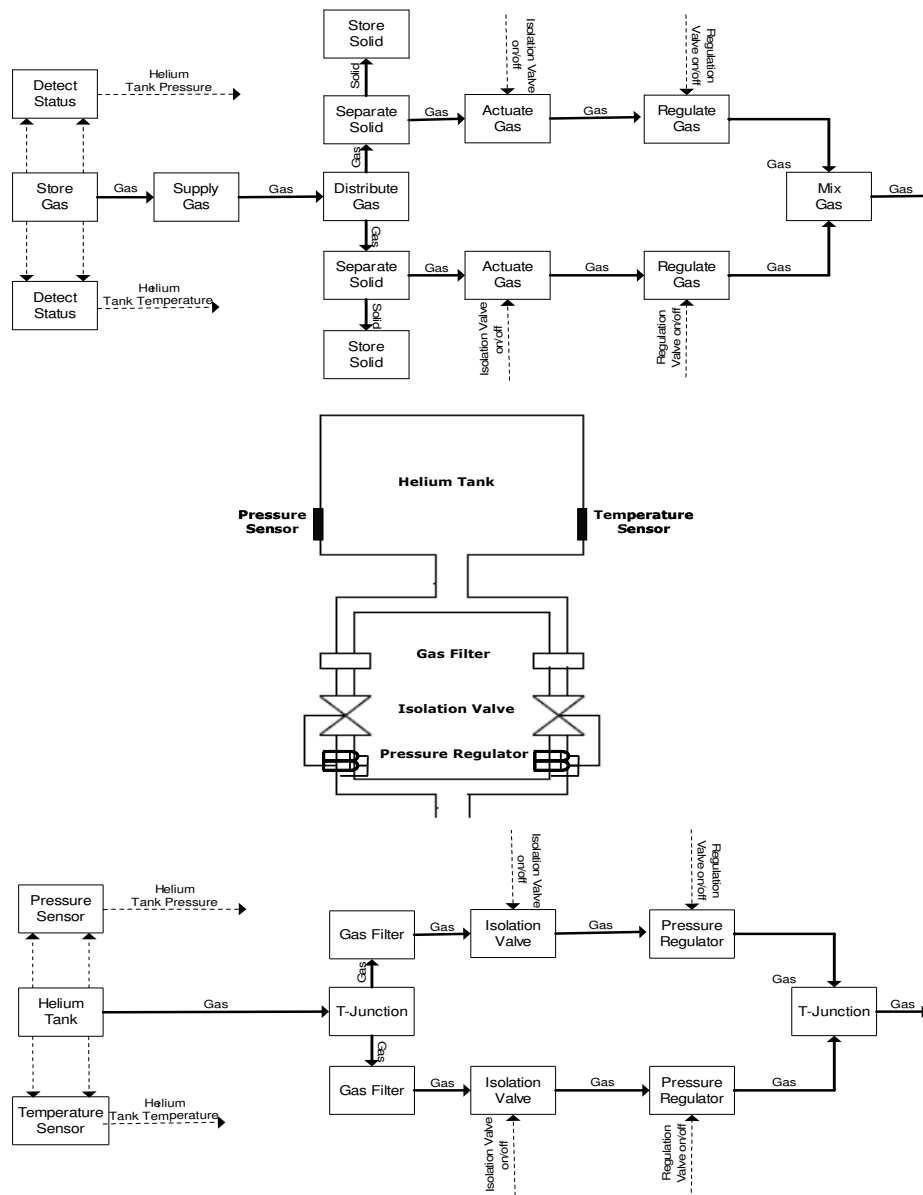 Store
Solid
Isolation Valve
on/off
Regulation
Valve on/off
Detect
Status
Helium
Tank Pressure
Solid
Separate
Solid
Gas
Actuate
Gas
Gas
Regulate
Gas
Gas
Gas
Store
Gas
Gas
Supply
Gas
Gas
Distribute
Gas
Mix
Gas
Gas
Gas
Separate
Solid
Gas
Actuate
Gas
Gas
Regulate
Gas
Gas
Detect
Status
Helium
Tank Temperature
Solid
Store
Solid
Isolation Valve
on/off
Regulation
Valve on/off
Helium Tank
Pressure
Sensor
Temperature
Sensor
Gas Filter
Isolation Valve
Pressure Regulator
Isolation Valve
on/off
Regulation
Valve on/off
Pressure
Sensor
Helium
Tank Pressure
Gas Filter
Gas
Isolation
Valve
Gas
Pressure
Regulator
Gas
Gas
Helium
Tank
Gas
T-Junction
T-Junction
Gas
Gas
Gas Filter
Gas
Isolation
Valve
Gas
Pressure
Regulator
Gas
Temperature
Sensor
Helium
Tank Temperature
Isolation Valve
on/off
Regulation
Valve on/off